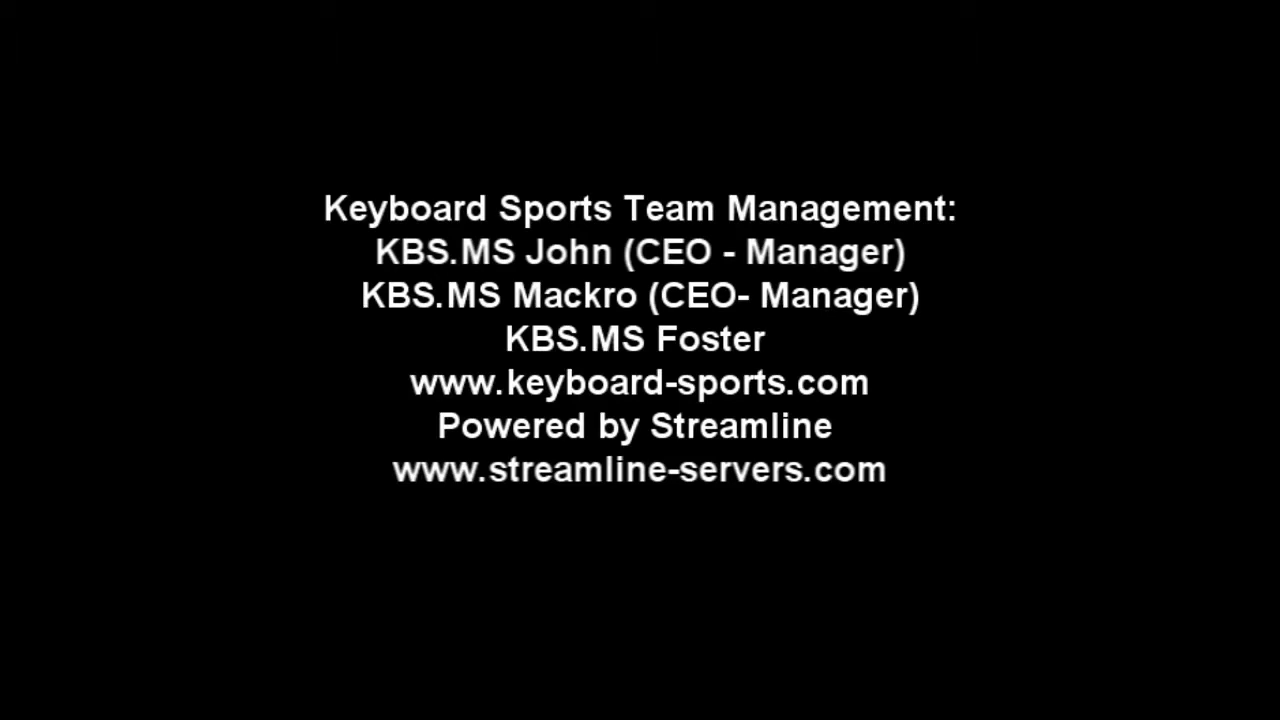 Keyboard Sports Team Management:
KBS.MS John (CEO - Manager)
KBS.MS Mackro (CEO- Manager)
KBS.MS Foster
www.keyboard-sports.com
Powered by Streamline
www.streamline-servers.com